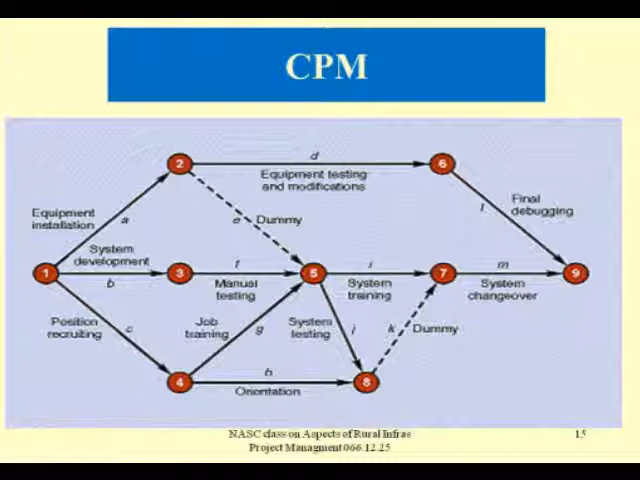 CPM
2
d
6
Equipment testing
and modifications
Final
debugging
l
Equipment
installation
a
e
Dummy
System
development
1
b
3
f
Manual
testing
5
i
System
training
7
m
System
changeover
9
Position
recruiting
c
Job
training
g
System
testing
j
k
Dummy
4
h
Orientation
8
NASC class on Aspects of Rural Infras
Project Managment 066.12.25
15